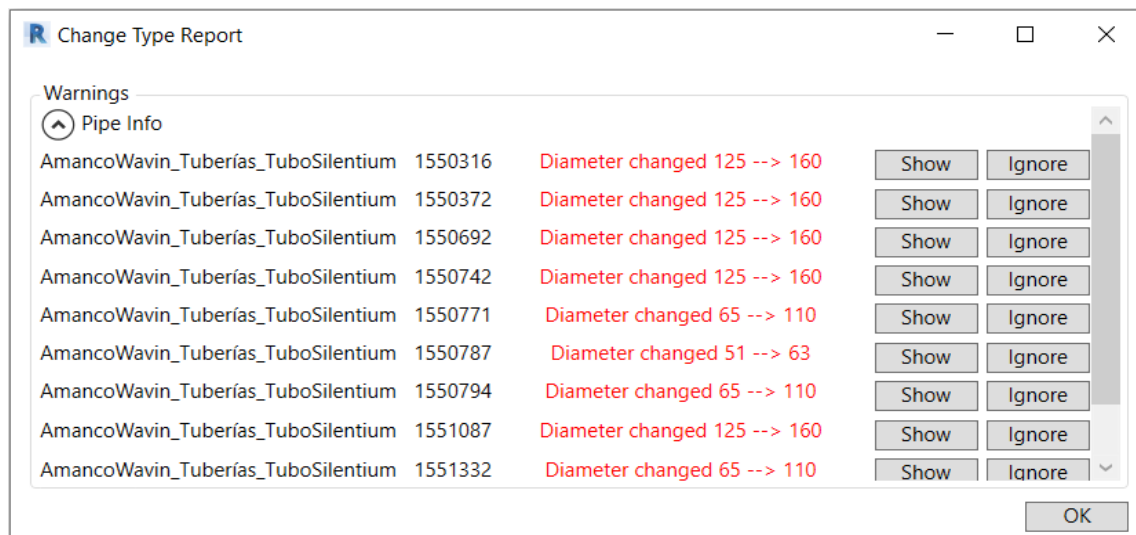 Change Type Report
Warnings
Pipe Info
AmancoWavin_Tuberías_TuboSilentium 1550316 Diameter changed 125 --> 160 Show Ignore
AmancoWavin_Tuberías_TuboSilentium 1550372 Diameter changed 125 --> 160 Show Ignore
AmancoWavin_Tuberías_TuboSilentium 1550692 Diameter changed 125 --> 160 Show Ignore
AmancoWavin_Tuberías_TuboSilentium 1550742 Diameter changed 125 --> 160 Show Ignore
AmancoWavin_Tuberías_TuboSilentium 1550771 Diameter changed 65 --> 110 Show Ignore
AmancoWavin_Tuberías_TuboSilentium 1550787 Diameter changed 51 --> 63 Show Ignore
AmancoWavin_Tuberías_TuboSilentium 1550794 Diameter changed 65 --> 110 Show Ignore
AmancoWavin_Tuberías_TuboSilentium 1551087 Diameter changed 125 --> 160 Show Ignore
AmancoWavin_Tuberías_TuboSilentium 1551332 Diameter changed 65 --> 110 Show Ignore
OK